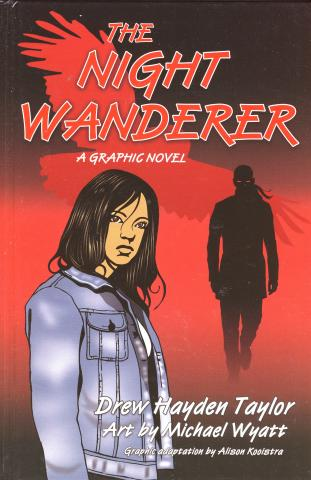 THE
NIGHT
WANDERER
A GRAPHIC NOVEL
Drew Hayden Taylor
Art by Michael Wyatt
Graphic adaptation by Alison Kooistra